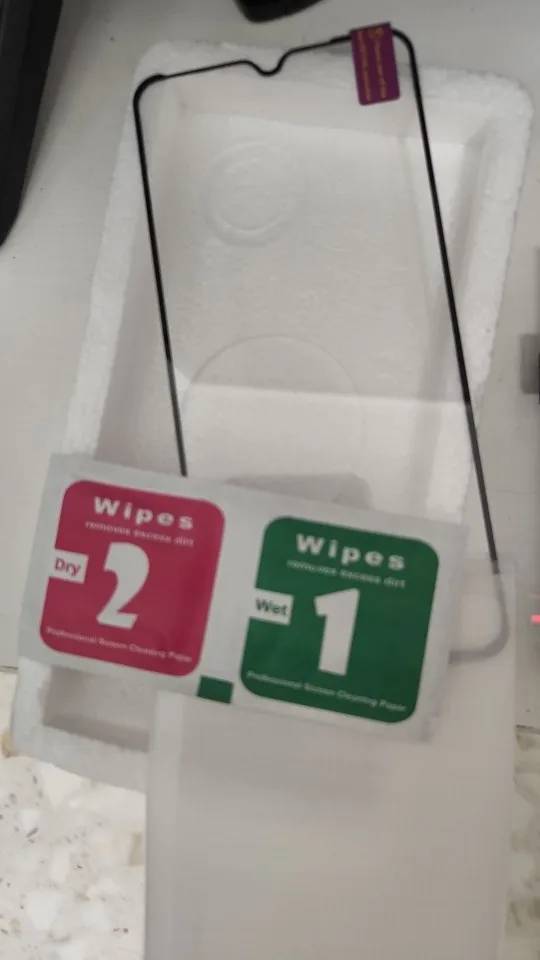 Wipes
removes excess dirt
Dry
2
Professional Screen Cleaning Paper
Wipes
removes excess dirt
Wet
1
Professional Screen Cleaning Paper